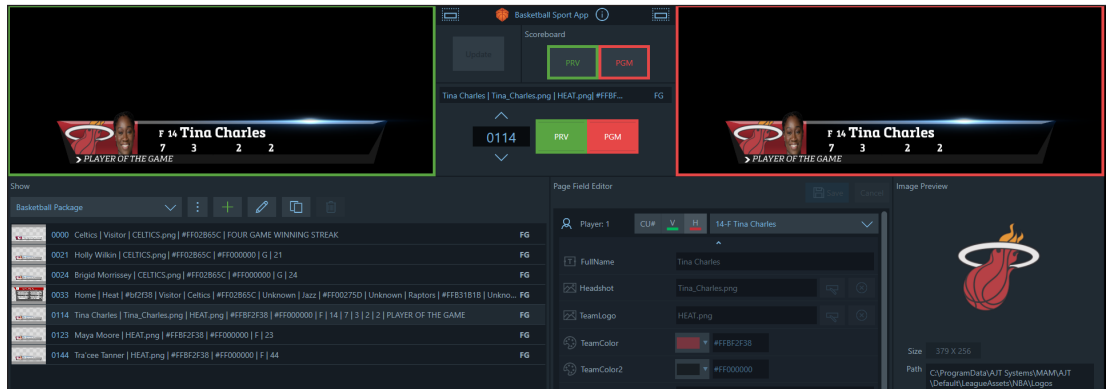 F 14 Tina Charles
7 3 2 2
PLAYER OF THE GAME
Basketball Sport App
Scoreboard
Update
PRV PGM
Tina Charles | Tina_Charles.png | HEAT.png| #FFBF... FG
0114
PRV PGM
F 14 Tina Charles
7 3 2 2
PLAYER OF THE GAME
Show
Basketball Package
0000 Celtics | Visitor | CELTICS.png | #FF02B65C | FOUR GAME WINNING STREAK FG
0021 Holly Wilkin | CELTICS.png | #FF02B65C | #FF000000 | G | 21 FG
0024 Brigid Morrissey | CELTICS.png | #FF02B65C | #FF000000 | G | 24 FG
0033 Home | Heat | #bf2f38 | Visitor | Celtics | #FF02B65C | Unknown | Jazz | #FF00275D | Unknown | Raptors | #FFB31B1B | Unkno... FG
0114 Tina Charles | Tina_Charles.png | HEAT.png | #FFBF2F38 | #FF000000 | F | 14 | 7 | 3 | 2 | 2 | PLAYER OF THE GAME FG
0123 Maya Moore | HEAT.png | #FFBF2F38 | #FF000000 | F | 23 FG
0144 Tra'cee Tanner | HEAT.png | #FFBF2F38 | #FF000000 | F | 44 FG
Page Field Editor
Save Cancel
Player: 1 CU# V H 14-F Tina Charles
FullName Tina Charles
Headshot Tina_Charles.png
TeamLogo HEAT.png
TeamColor #FFBF2F38
TeamColor2 #FF000000
Image Preview
Size 379 X 256
Path C:\ProgramData\AJT Systems\MAM\AJT
\Default\LeagueAssets\NBA\Logos